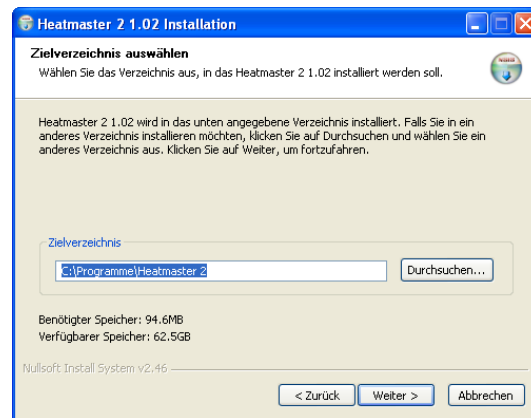 Heatmaster 2 1.02 Installation
Zielverzeichnis auswählen
Wählen Sie das Verzeichnis aus, in das Heatmaster 2 1.02 installiert werden soll.
Heatmaster 2 1.02 wird in das unten angegebene Verzeichnis installiert. Falls Sie in ein
anderes Verzeichnis installieren möchten, klicken Sie auf Durchsuchen und wählen Sie ein
anderes Verzeichnis aus. Klicken Sie auf Weiter, um fortzufahren.
Zielverzeichnis
C:\Programme\Heatmaster 2
Durchsuchen...
Benötigter Speicher: 94.6MB
Verfügbarer Speicher: 62.5GB
Nullsoft Install System v2.46
< Zurück
Weiter >
Abbrechen